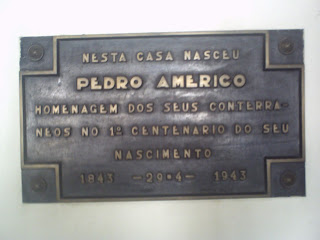 NESTA CASA NASCEU
PEDRO AMERICO
HOMENAGEM DOS SEUS CONTERRA-
NEOS NO 1º CENTENARIO DO SEU
NASCIMENTO
1843 -29•4- 1943